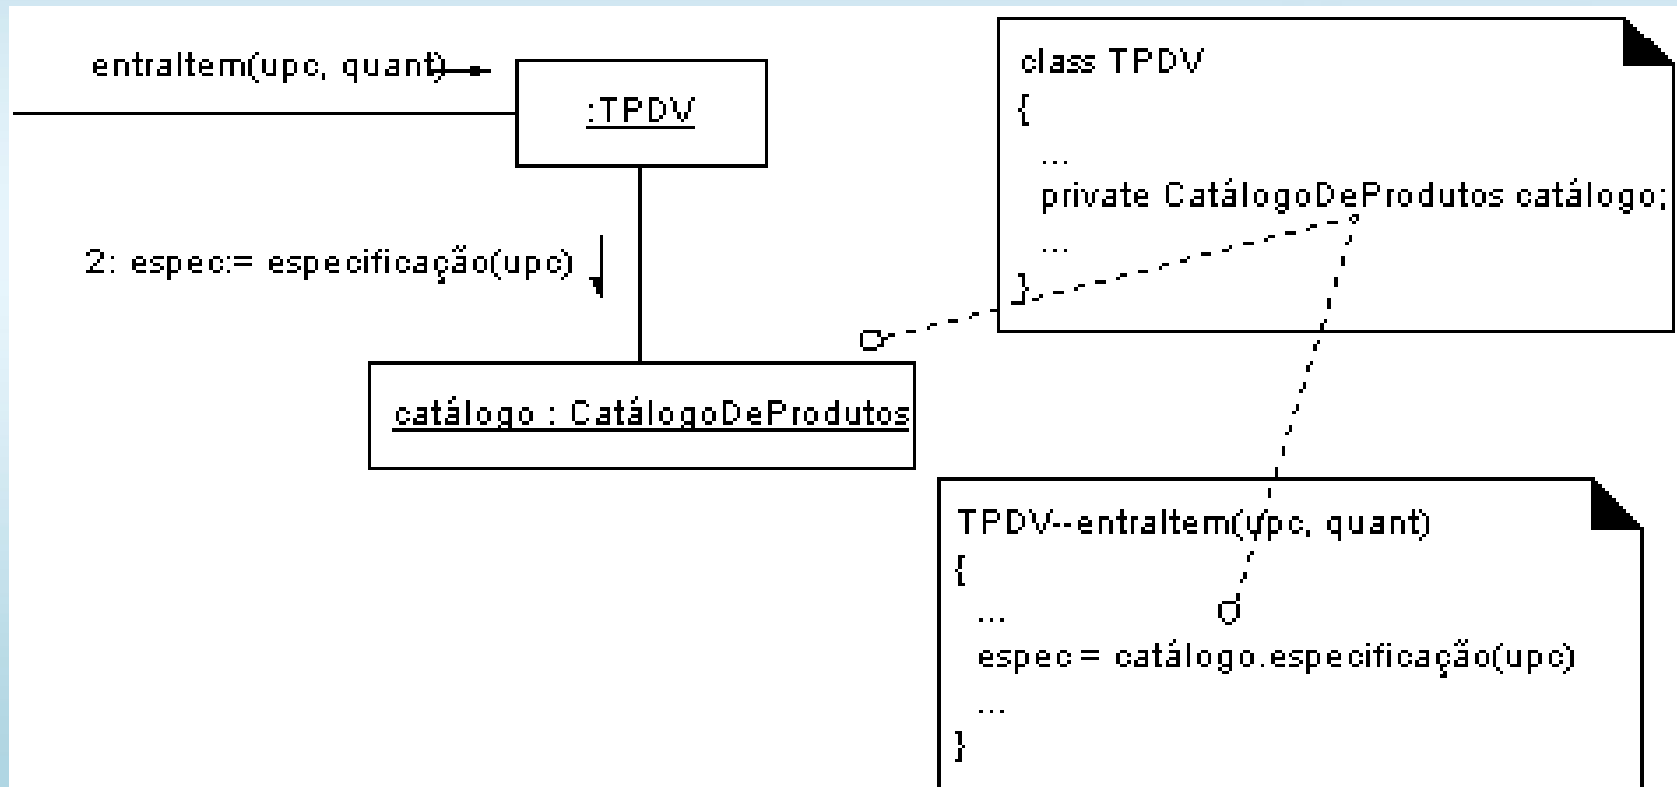 entraItem(upc, quant)
:TPDV
2: espec:= especificação(upc)
catálogo : CatálogoDeProdutos
class TPDV
{
...
private CatálogoDeProdutos catálogo;
...
}
TPDV--entraItem(upc, quant)
{
...
espec = catálogo.especificação(upc)
...
}